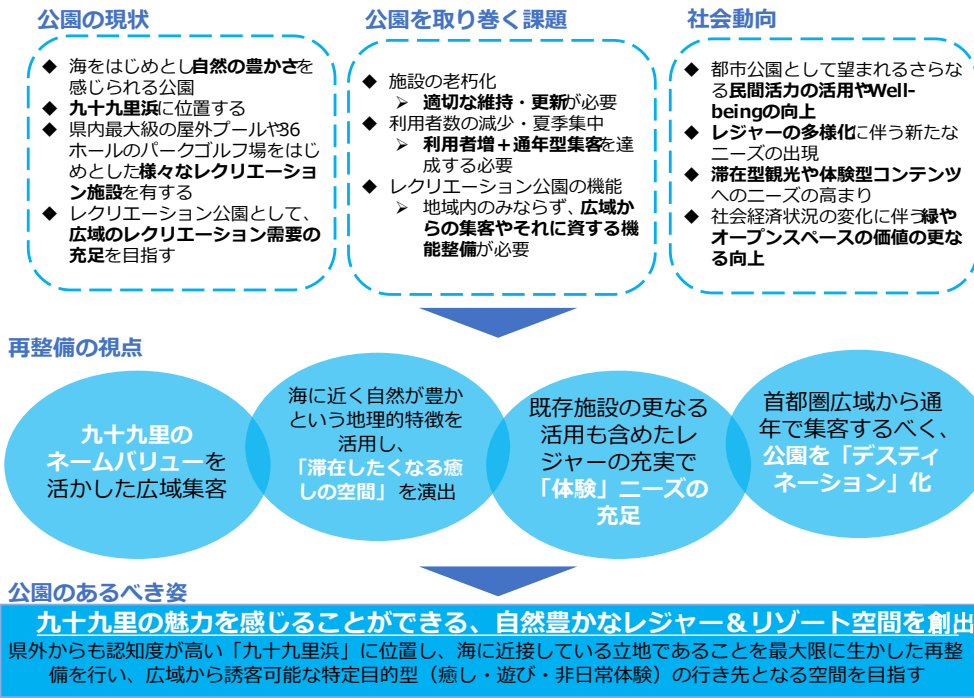 公園の現状
◆ 海をはじめとし自然の豊かさを
感じられる公園
◆ 九十九里浜に位置する
◆ 県内最大級の屋外プールや36
ホールのパークゴルフ場をはじ
めとした様々なレクリエーショ
ン施設を有する
◆ レクリエーション公園として、
広域のレクリエーション需要の
充足を目指す
公園を取り巻く課題
◆ 施設の老朽化
➢ 適切な維持・更新が必要
◆ 利用者数の減少・夏季集中
➢ 利用者増＋通年型集客を達
成する必要
◆ レクリエーション公園の機能
➢ 地域内のみならず、広域か
らの集客やそれに資する機
能整備が必要
社会動向
◆ 都市公園として望まれるさらな
る民間活力の活用やWell-
beingの向上
◆ レジャーの多様化に伴う新たな
ニーズの出現
◆ 滞在型観光や体験型コンテンツ
へのニーズの高まり
◆ 社会経済状況の変化に伴う緑や
オープンスペースの価値の更な
る向上
再整備の視点
九十九里の
ネームバリューを
活かした広域集客
海に近く自然が豊か
という地理的特徴を
活用し、
「滞在したくなる癒
しの空間」を演出
既存施設の更なる
活用も含めたレ
ジャーの充実で
「体験」ニーズの
充足
首都圏広域から通
年で集客するべく、
公園を「デスティ
ネーション」化
公園のあるべき姿
九十九里の魅力を感じることができる、自然豊かなレジャー＆リゾート空間を創出
県外からも認知度が高い「九十九里浜」に位置し、海に近接している立地であることを最大限に生かした再整
備を行い、広域から誘客可能な特定目的型（癒し・遊び・非日常体験）の行き先となる空間を目指す